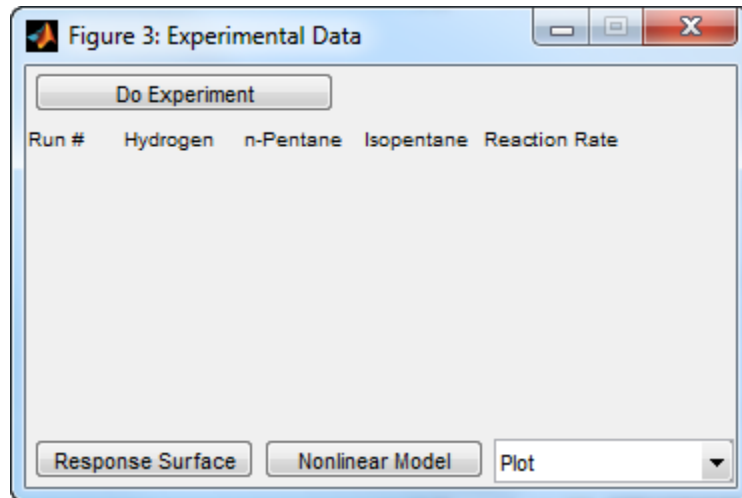 Figure 3: Experimental Data
Do Experiment
Run # Hydrogen n-Pentane Isopentane Reaction Rate
Response Surface Nonlinear Model Plot